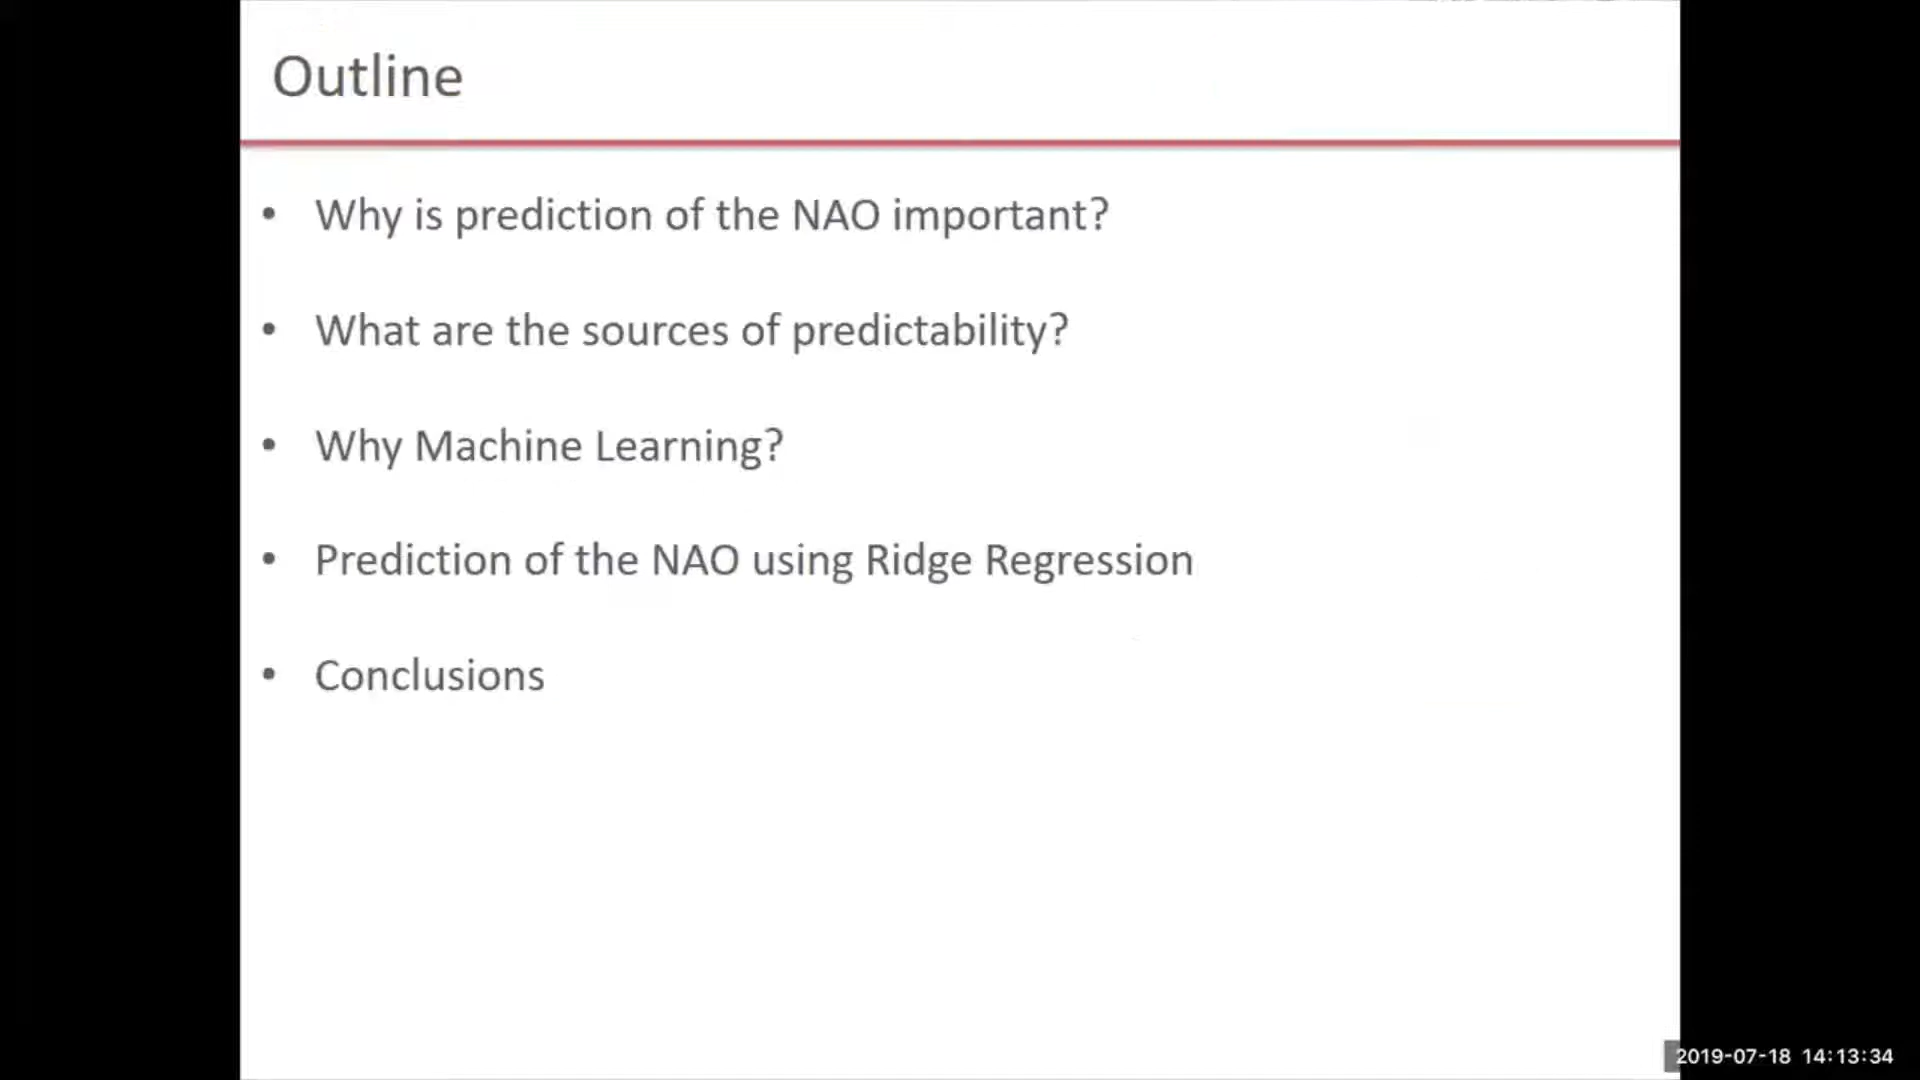 Outline
• Why is prediction of the NAO important?
• What are the sources of predictability?
• Why Machine Learning?
• Prediction of the NAO using Ridge Regression
• Conclusions
2019-07-18 14:13:34